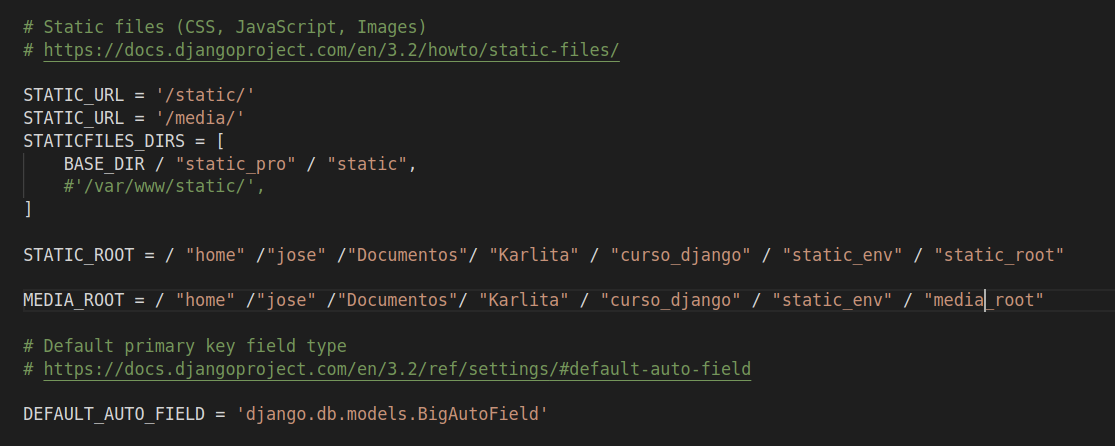 # Static files (CSS, JavaScript, Images)
# https://docs.djangoproject.com/en/3.2/howto/static-files/
STATIC_URL = '/static/'
STATIC_URL = '/media/'
STATICFILES_DIRS = [
    BASE_DIR / "static_pro" / "static",
    #'/var/www/static/',
]
STATIC_ROOT = / "home" /"jose" /"Documentos"/ "Karlita" / "curso_django" / "static_env" / "static_root"
MEDIA_ROOT = / "home" /"jose" /"Documentos"/ "Karlita" / "curso_django" / "static_env" / "media_root"
# Default primary key field type
# https://docs.djangoproject.com/en/3.2/ref/settings/#default-auto-field
DEFAULT_AUTO_FIELD = 'django.db.models.BigAutoField'